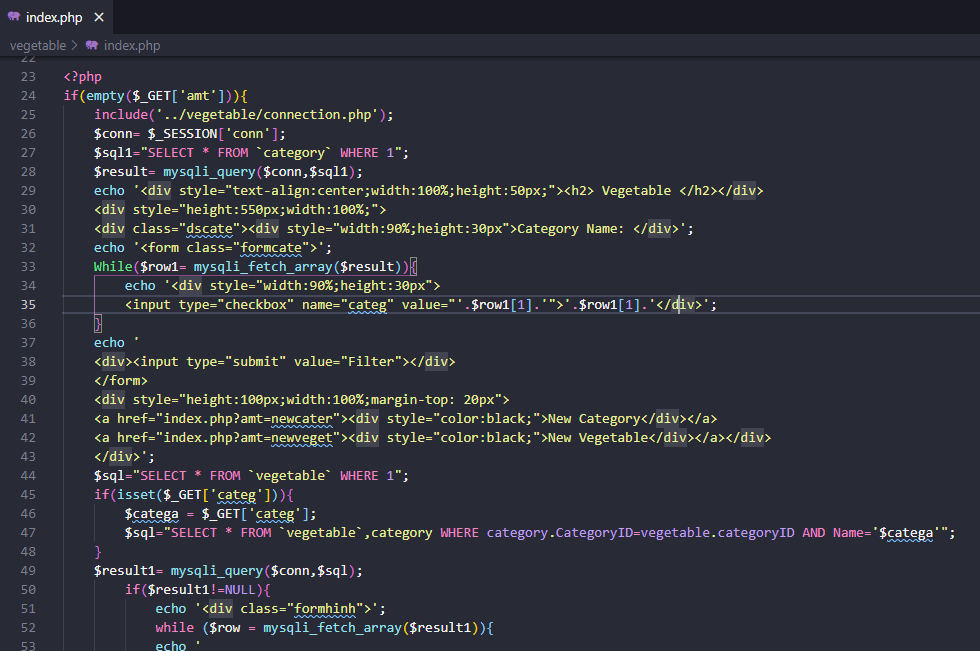 index.php ×
vegetable > index.php
22
23 <?php
24 if(empty($_GET['amt'])){
25 include('../vegetable/connection.php');
26 $conn= $_SESSION['conn'];
27 $sql1="SELECT * FROM `category` WHERE 1";
28 $result= mysqli_query($conn,$sql1);
29 echo '<div style="text-align:center;width:100%;height:50px;"><h2> Vegetable </h2></div>
30 <div style="height:550px;width:100%;">
31 <div class="dscate"><div style="width:90%;height:30px">Category Name: </div>';
32 echo '<form class="formcate">';
33 While($row1= mysqli_fetch_array($result)){
34 echo '<div style="width:90%;height:30px">
35 <input type="checkbox" name="categ" value="'.$row1[1].'">'.$row1[1].'</div>';
36 }
37 echo '
38 <div><input type="submit" value="Filter"></div>
39 </form>
40 <div style="height:100px;width:100%;margin-top: 20px">
41 <a href="index.php?amt=newcater"><div style="color:black;">New Category</div></a>
42 <a href="index.php?amt=newveget"><div style="color:black;">New Vegetable</div></a></div>
43 </div>';
44 $sql="SELECT * FROM `vegetable` WHERE 1";
45 if(isset($_GET['categ'])){
46 $catega = $_GET['categ'];
47 $sql="SELECT * FROM `vegetable`,category WHERE category.CategoryID=vegetable.categoryID AND Name='$catega'";
48 }
49 $result1= mysqli_query($conn,$sql);
50 if($result1!=NULL){
51 echo '<div class="formhinh">';
52 while ($row = mysqli_fetch_array($result1)){
53 echo '